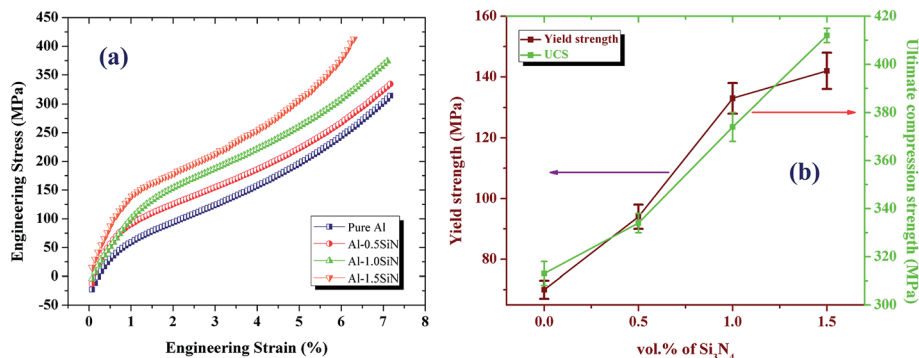 (a)
Engineering Stress (MPa)
450
400
350
300
250
200
150
100
50
0
-50
0 1 2 3 4 5 6 7 8
Engineering Strain (%)
Pure Al
Al-0.5SiN
Al-1.0SiN
Al-1.5SiN
(b)
Yield strength (MPa)
160
140
120
100
80
Yield strength
UCS
420
400
380
360
340
320
300
Ultimate compression strength (MPa)
0.0 0.5 1.0 1.5
vol.% of Si₃N₄